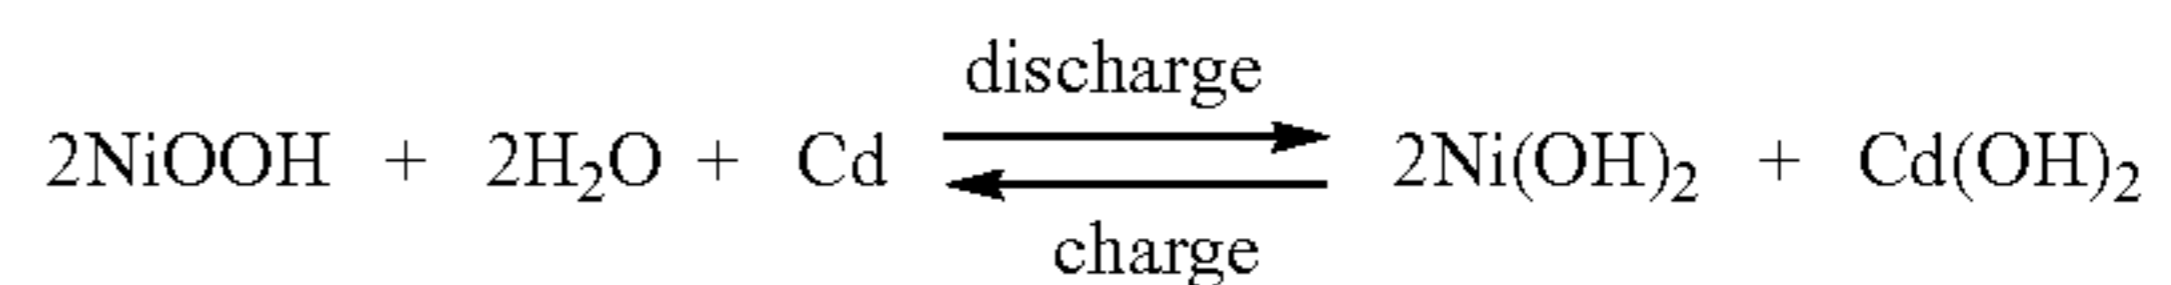 discharge
2NiOOH + 2H₂O + Cd ⇌ 2Ni(OH)₂ + Cd(OH)₂
charge